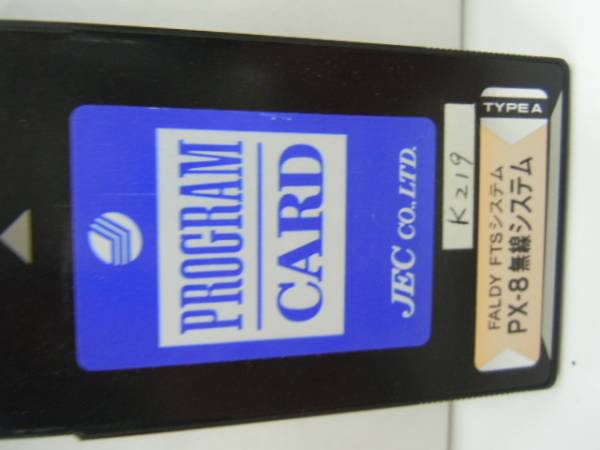 TYPE A
FALDY FTSシステム
PX-8無線システム
K219
PROGRAM
CARD
JEC CO.,LTD.